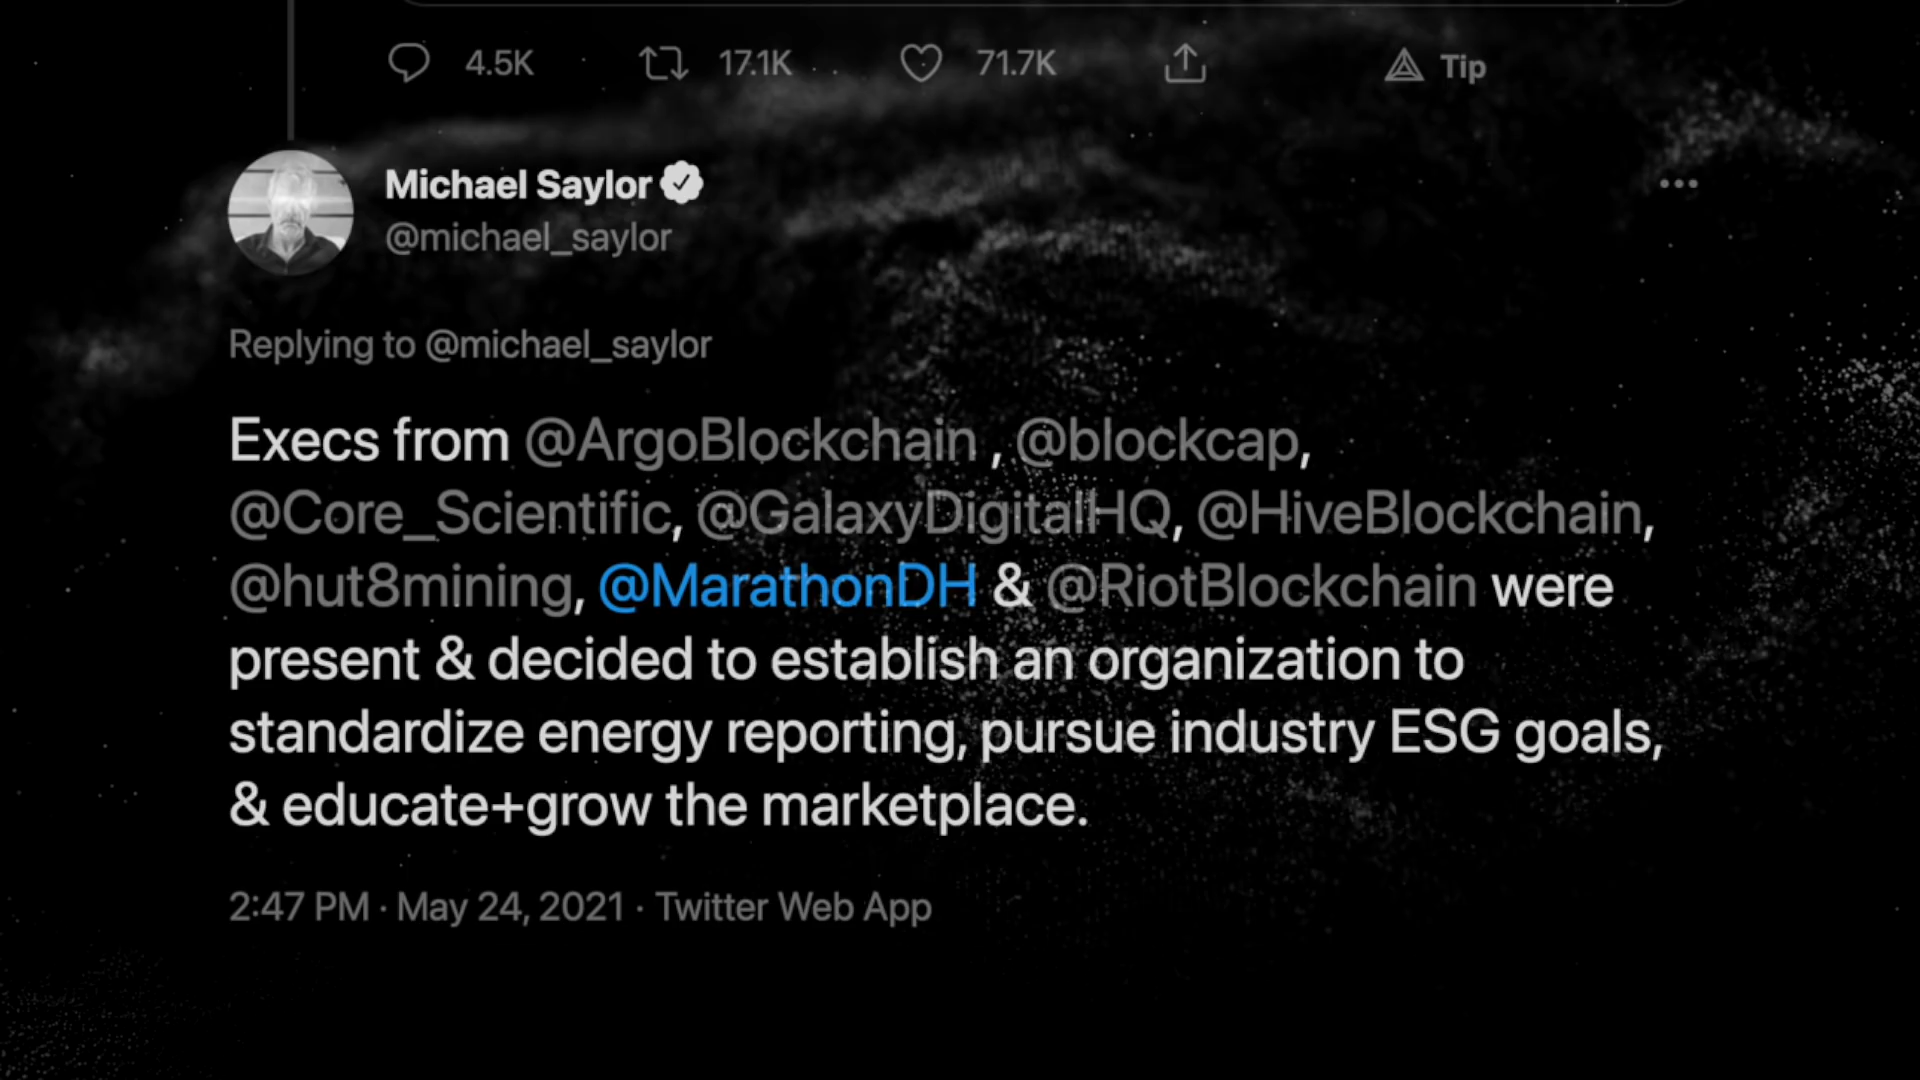 4.5K 17.1K 71.7K Tip
Michael Saylor
@michael_saylor
Replying to @michael_saylor
Execs from @ArgoBlockchain , @blockcap,
@Core_Scientific, @GalaxyDigitalHQ, @HiveBlockchain,
@hut8mining, @MarathonDH & @RiotBlockchain were
present & decided to establish an organization to
standardize energy reporting, pursue industry ESG goals,
& educate+grow the marketplace.
2:47 PM · May 24, 2021 · Twitter Web App